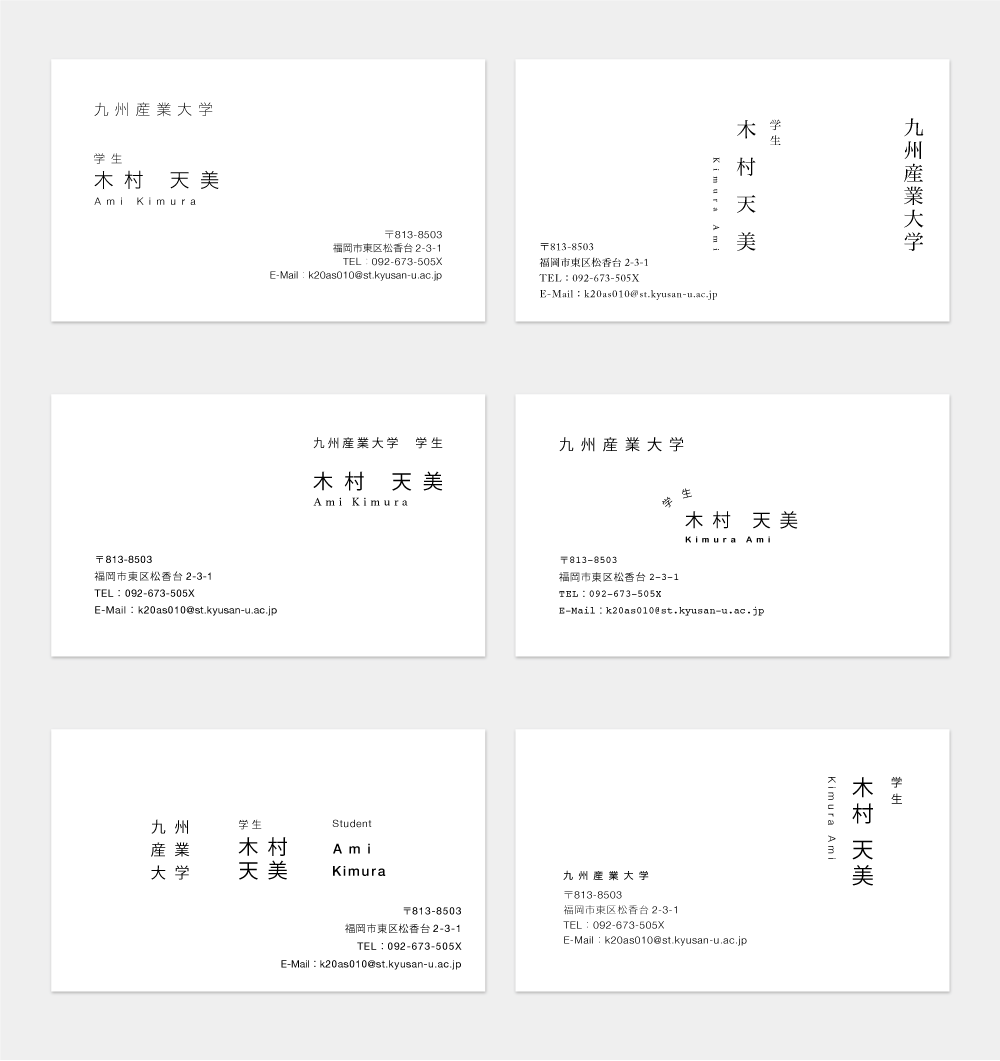 九州産業大学
学生
木村　天美
Ami Kimura
〒813-8503
福岡市東区松香台2-3-1
TEL：092-673-505X
E-Mail：k20as010@st.kyusan-u.ac.jp
九州産業大学
学生
木村天美
Kimura Ami
〒813-8503
福岡市東区松香台 2-3-1
TEL：092-673-505X
E-Mail：k20as010@st.kyusan-u.ac.jp
九州産業大学　学生
木村　天美
Ami Kimura
〒813-8503
福岡市東区松香台 2-3-1
TEL：092-673-505X
E-Mail：k20as010@st.kyusan-u.ac.jp
九州産業大学
学生
木村　天美
Kimura Ami
〒813-8503
福岡市東区松香台 2-3-1
TEL：092-673-505X
E-Mail：k20as010@st.kyusan-u.ac.jp
九州
産業
大学
学生
木村
天美
Student
Ami
Kimura
〒813-8503
福岡市東区松香台 2-3-1
TEL：092-673-505X
E-Mail：k20as010@st.kyusan-u.ac.jp
学生
木村 天美
Kimura Ami
九州産業大学
〒813-8503
福岡市東区松香台 2-3-1
TEL：092-673-505X
E-Mail：k20as010@st.kyusan-u.ac.jp